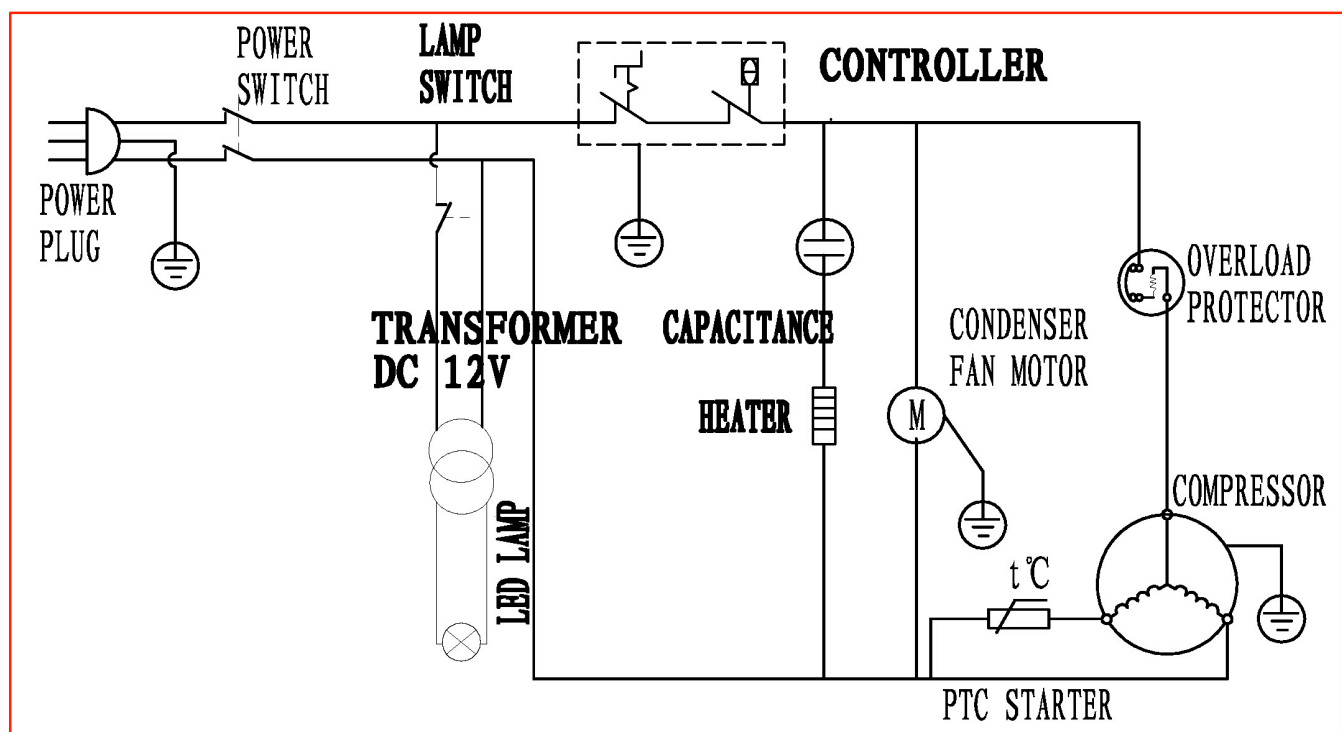 POWER
SWITCH
LAMP
SWITCH
CONTROLLER
POWER
PLUG
OVERLOAD
PROTECTOR
TRANSFORMER
DC 12V
CAPACITANCE
CONDENSER
FAN MOTOR
HEATER
M
COMPRESSOR
LED LAMP
t℃
PTC STARTER